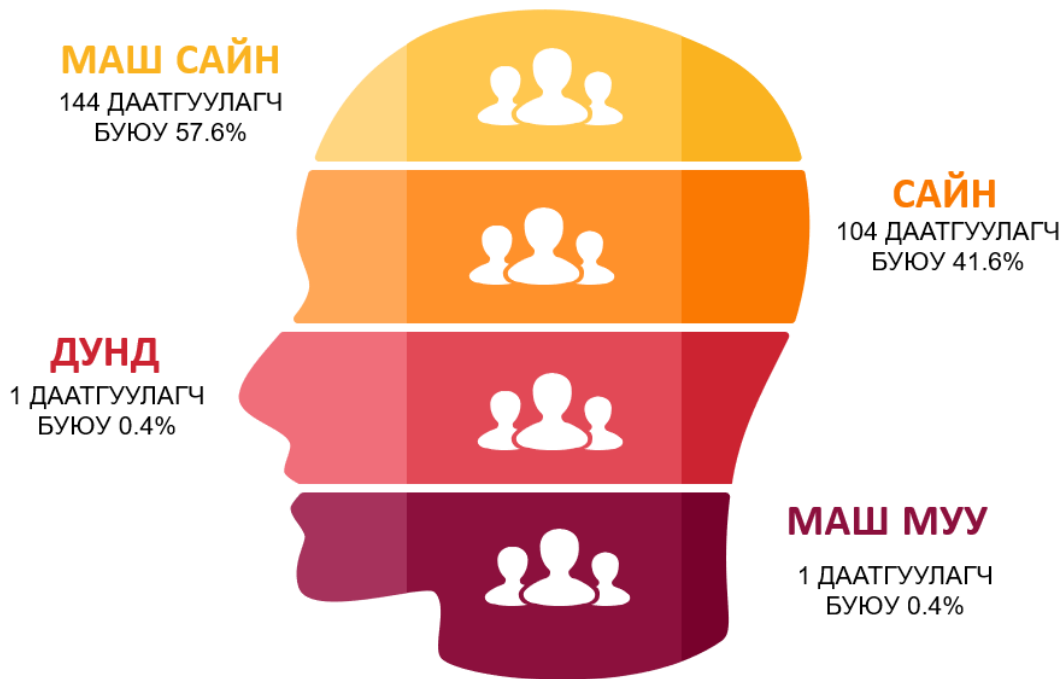 МАШ САЙН
144 ДААТГУУЛАГЧ
БУЮУ 57.6%
САЙН
104 ДААТГУУЛАГЧ
БУЮУ 41.6%
ДУНД
1 ДААТГУУЛАГЧ
БУЮУ 0.4%
МАШ МУУ
1 ДААТГУУЛАГЧ
БУЮУ 0.4%